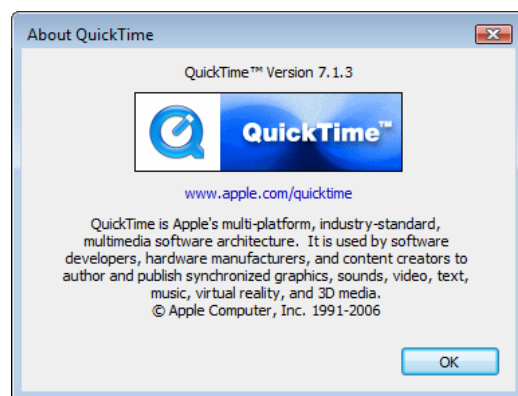 About QuickTime
QuickTime™ Version 7.1.3
QuickTime™
www.apple.com/quicktime
QuickTime is Apple's multi-platform, industry-standard,
multimedia software architecture.  It is used by software
developers, hardware manufacturers, and content creators to
author and publish synchronized graphics, sounds, video, text,
music, virtual reality, and 3D media.
© Apple Computer, Inc. 1991-2006
OK